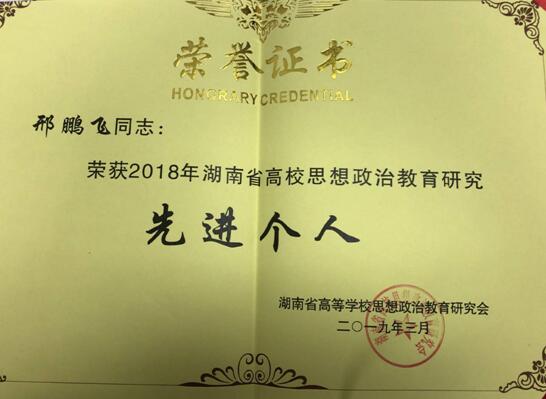 荣誉证书
HONORARY CREDENTIAL
邢鹏飞同志：
荣获2018年湖南省高校思想政治教育研究
先进个人
湖南省高等学校思想政治教育研究会
二〇一九年三月